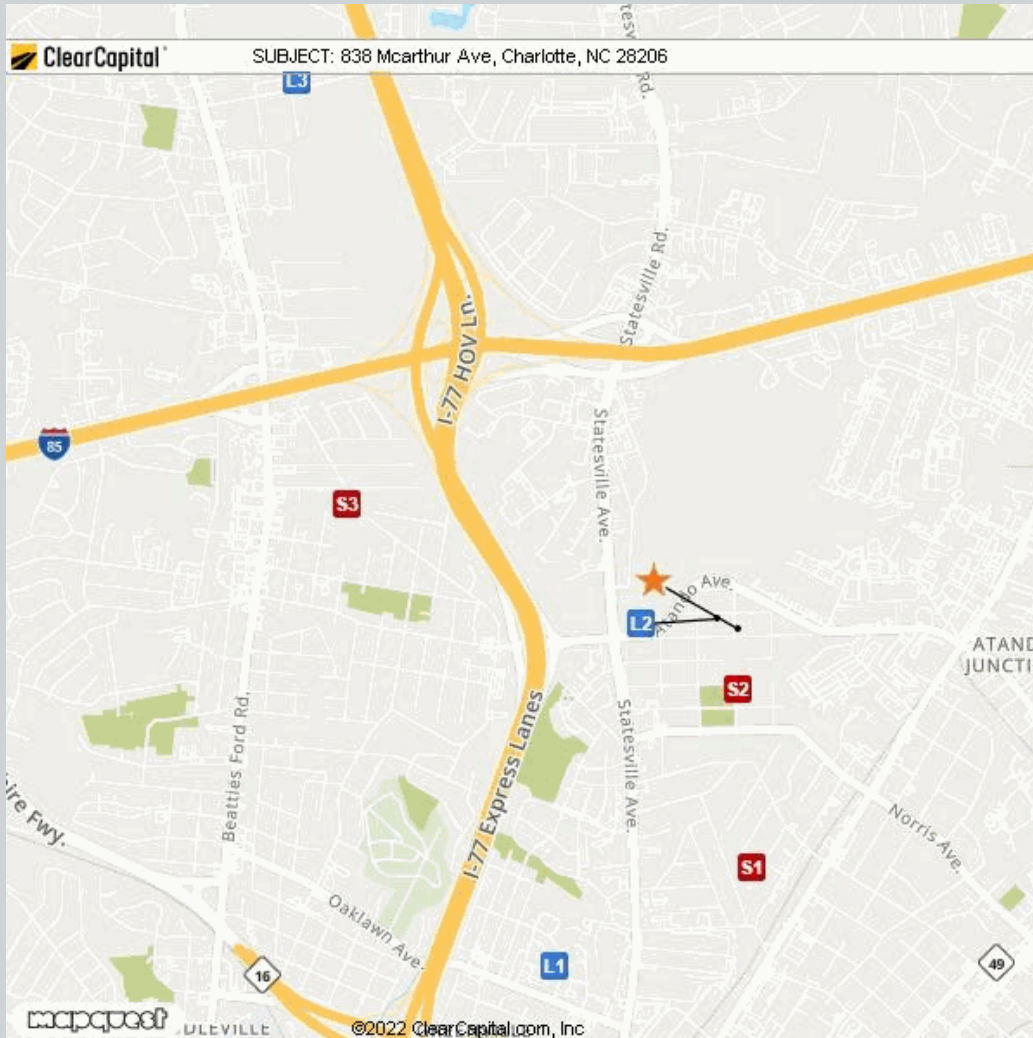 ClearCapital
SUBJECT: 838 Mcarthur Ave, Charlotte, NC 28206
L3
Rd.
Statesville Rd.
I-77 HOV Ln.
85
Statesville Ave.
S3
Atando Ave.
L2
ATAND
JUNCTI
S2
Beatties Ford Rd.
Statesville Ave.
I-77 Express Lanes
Fwy.
Norris Ave.
S1
Oaklawn Ave.
L1
16
49
mapquest
©2022 ClearCapital.com, Inc